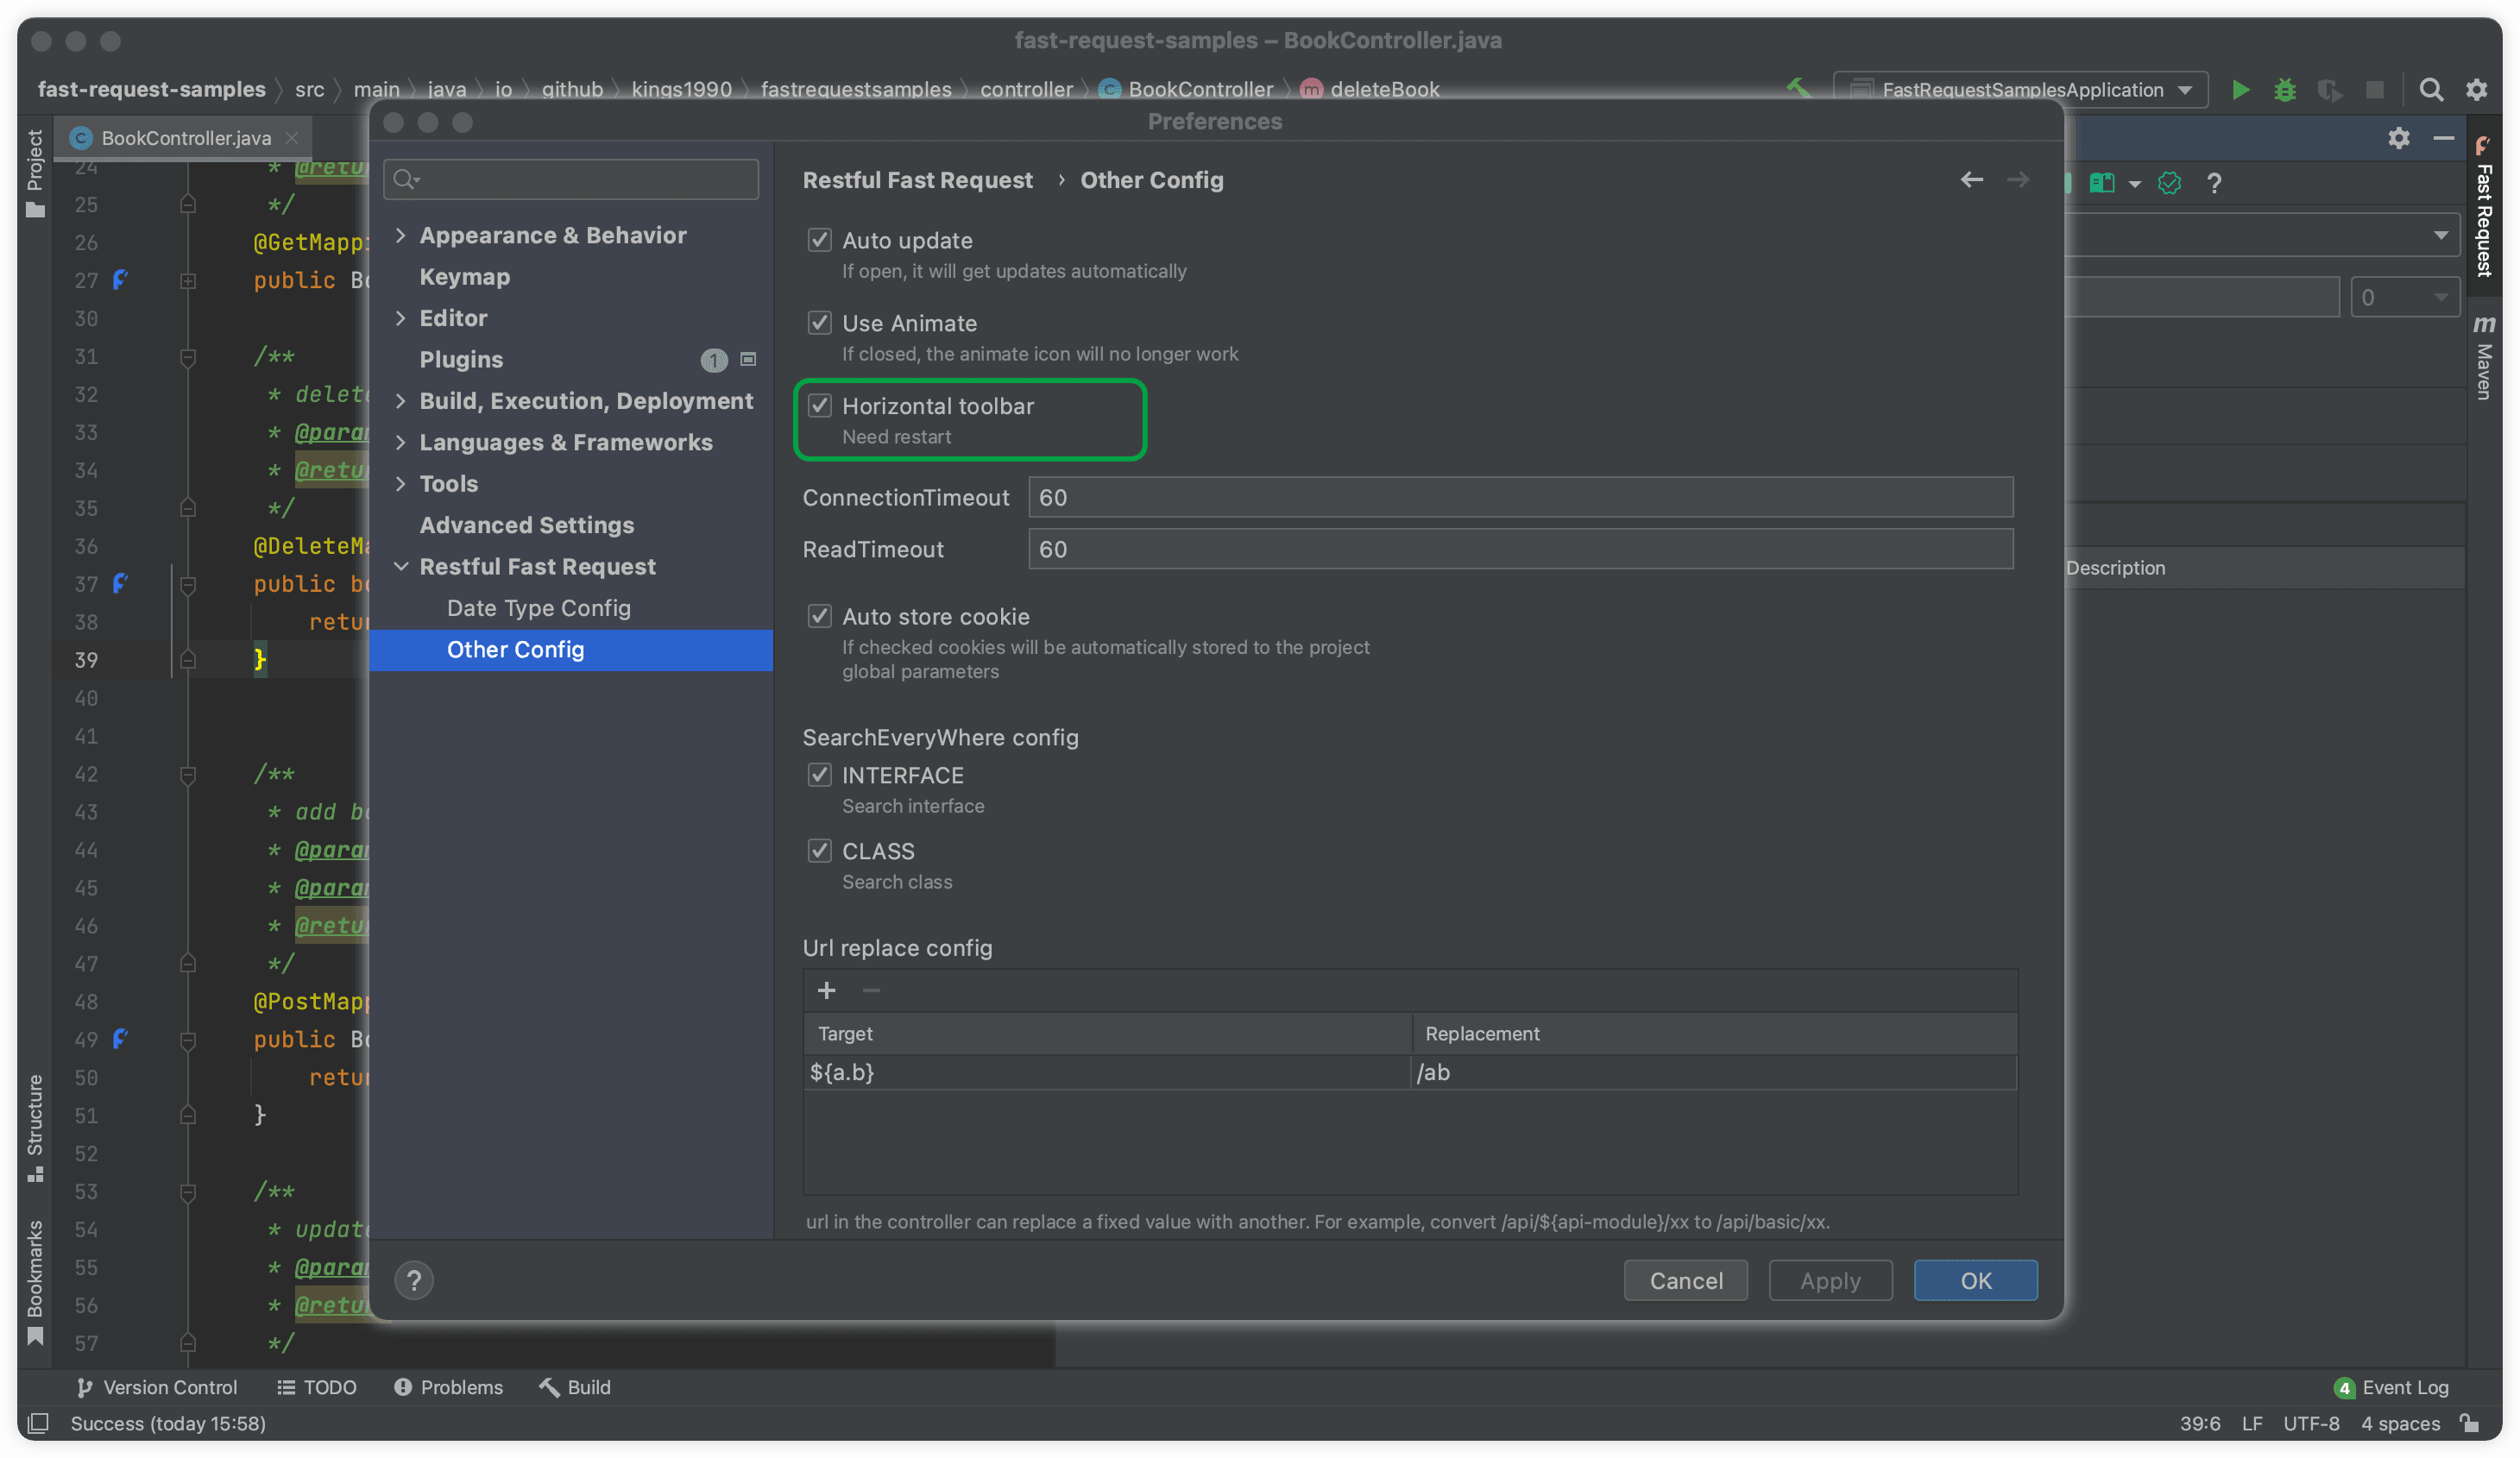 fast-request-samples – BookController.java
fast-request-samples › src › main › java › io › github › kings1990 › fastrequestsamples › controller › BookController › deleteBook
FastRequestSamplesApplication
Project
BookController.java
24 * @retu
25 */
26 @GetMappi
27 public Bo
30
31 /**
32 * delete
33 * @param
34 * @retu
35 */
36 @DeleteMa
37 public bo
38 retur
39 }
40
41
42 /**
43 * add bo
44 * @param
45 * @param
46 * @retu
47 */
48 @PostMapp
49 public Bo
50 retur
51 }
52
53 /**
54 * update
55 * @param
56 * @retu
57 */
Structure
Bookmarks
Preferences
Appearance & Behavior
Keymap
Editor
Plugins 1
Build, Execution, Deployment
Languages & Frameworks
Tools
Advanced Settings
Restful Fast Request
Date Type Config
Other Config
Restful Fast Request › Other Config
Auto update
If open, it will get updates automatically
Use Animate
If closed, the animate icon will no longer work
Horizontal toolbar
Need restart
ConnectionTimeout 60
ReadTimeout 60
Auto store cookie
If checked cookies will be automatically stored to the project
global parameters
SearchEveryWhere config
INTERFACE
Search interface
CLASS
Search class
Url replace config
Target Replacement
${a.b} /ab
url in the controller can replace a fixed value with another. For example, convert /api/${api-module}/xx to /api/basic/xx.
?
Cancel Apply OK
?
0
Description
Fast Request
m Maven
Version Control TODO Problems Build
4 Event Log
Success (today 15:58)
39:6 LF UTF-8 4 spaces